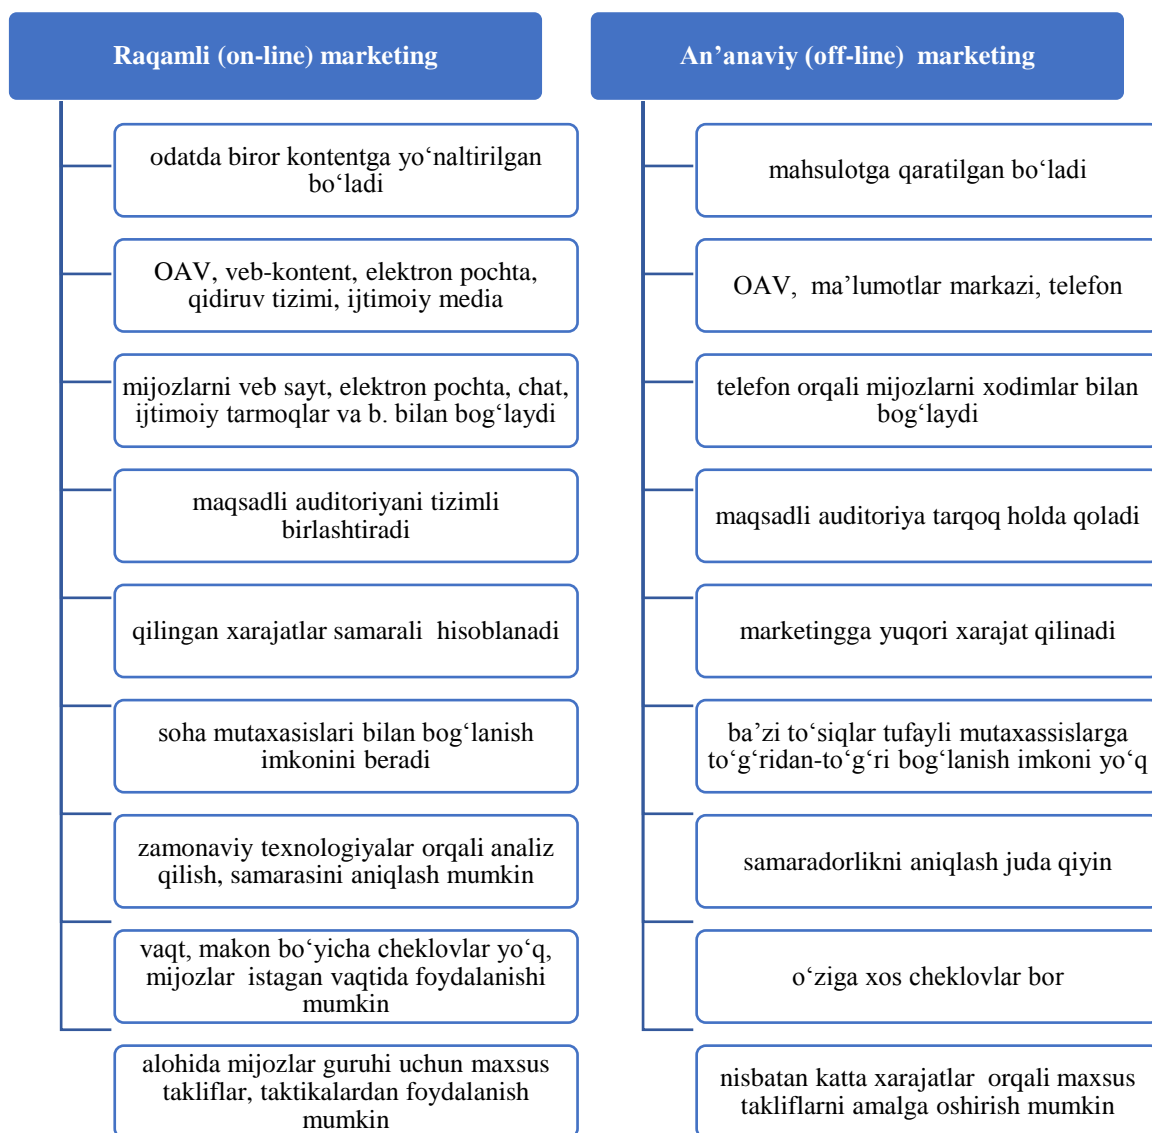 Raqamli (on-line) marketing
odatda biror kontentga yo‘naltirilgan
bo‘ladi
OAV, veb-kontent, elektron pochta,
qidiruv tizimi, ijtimoiy media
mijozlarni veb sayt, elektron pochta, chat,
ijtimoiy tarmoqlar va b. bilan bog‘laydi
maqsadli auditoriyani tizimli
birlashtiradi
qilingan xarajatlar samarali hisoblanadi
soha mutaxasislari bilan bog‘lanish
imkonini beradi
zamonaviy texnologiyalar orqali analiz
qilish, samarasini aniqlash mumkin
vaqt, makon bo‘yicha cheklovlar yo‘q,
mijozlar istagan vaqtida foydalanishi
mumkin
alohida mijozlar guruhi uchun maxsus
takliflar, taktikalardan foydalanish
mumkin
An’anaviy (off-line) marketing
mahsulotga qaratilgan bo‘ladi
OAV, ma’lumotlar markazi, telefon
telefon orqali mijozlarni xodimlar bilan
bog‘laydi
maqsadli auditoriya tarqoq holda qoladi
marketingga yuqori xarajat qilinadi
ba’zi to‘siqlar tufayli mutaxassislarga
to‘g‘ridan-to‘g‘ri bog‘lanish imkoni yo‘q
samaradorlikni aniqlash juda qiyin
o‘ziga xos cheklovlar bor
nisbatan katta xarajatlar orqali maxsus
takliflarni amalga oshirish mumkin